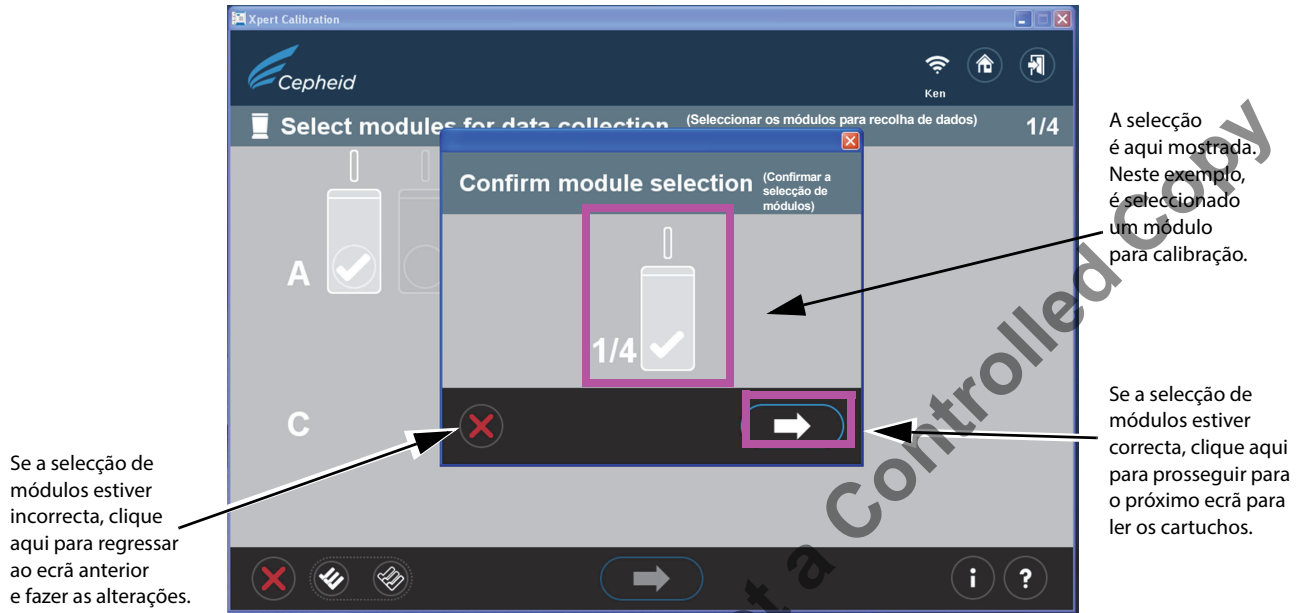 Xpert Calibration
Cepheid
Ken
Select modules for data collection (Seleccionar os módulos para recolha de dados) 1/4
Confirm module selection (Confirmar a
selecção de
módulos)
A
1/4
C
i ?
A selecção
é aqui mostrada.
Neste exemplo,
é seleccionado
um módulo
para calibração.
Se a selecção de
módulos estiver
correcta, clique aqui
para prosseguir para
o próximo ecrã para
ler os cartuchos.
Se a selecção de
módulos estiver
incorrecta, clique
aqui para regressar
ao ecrã anterior
e fazer as alterações.
a Controlled Copy